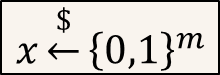 $
x ← {0,1}^m